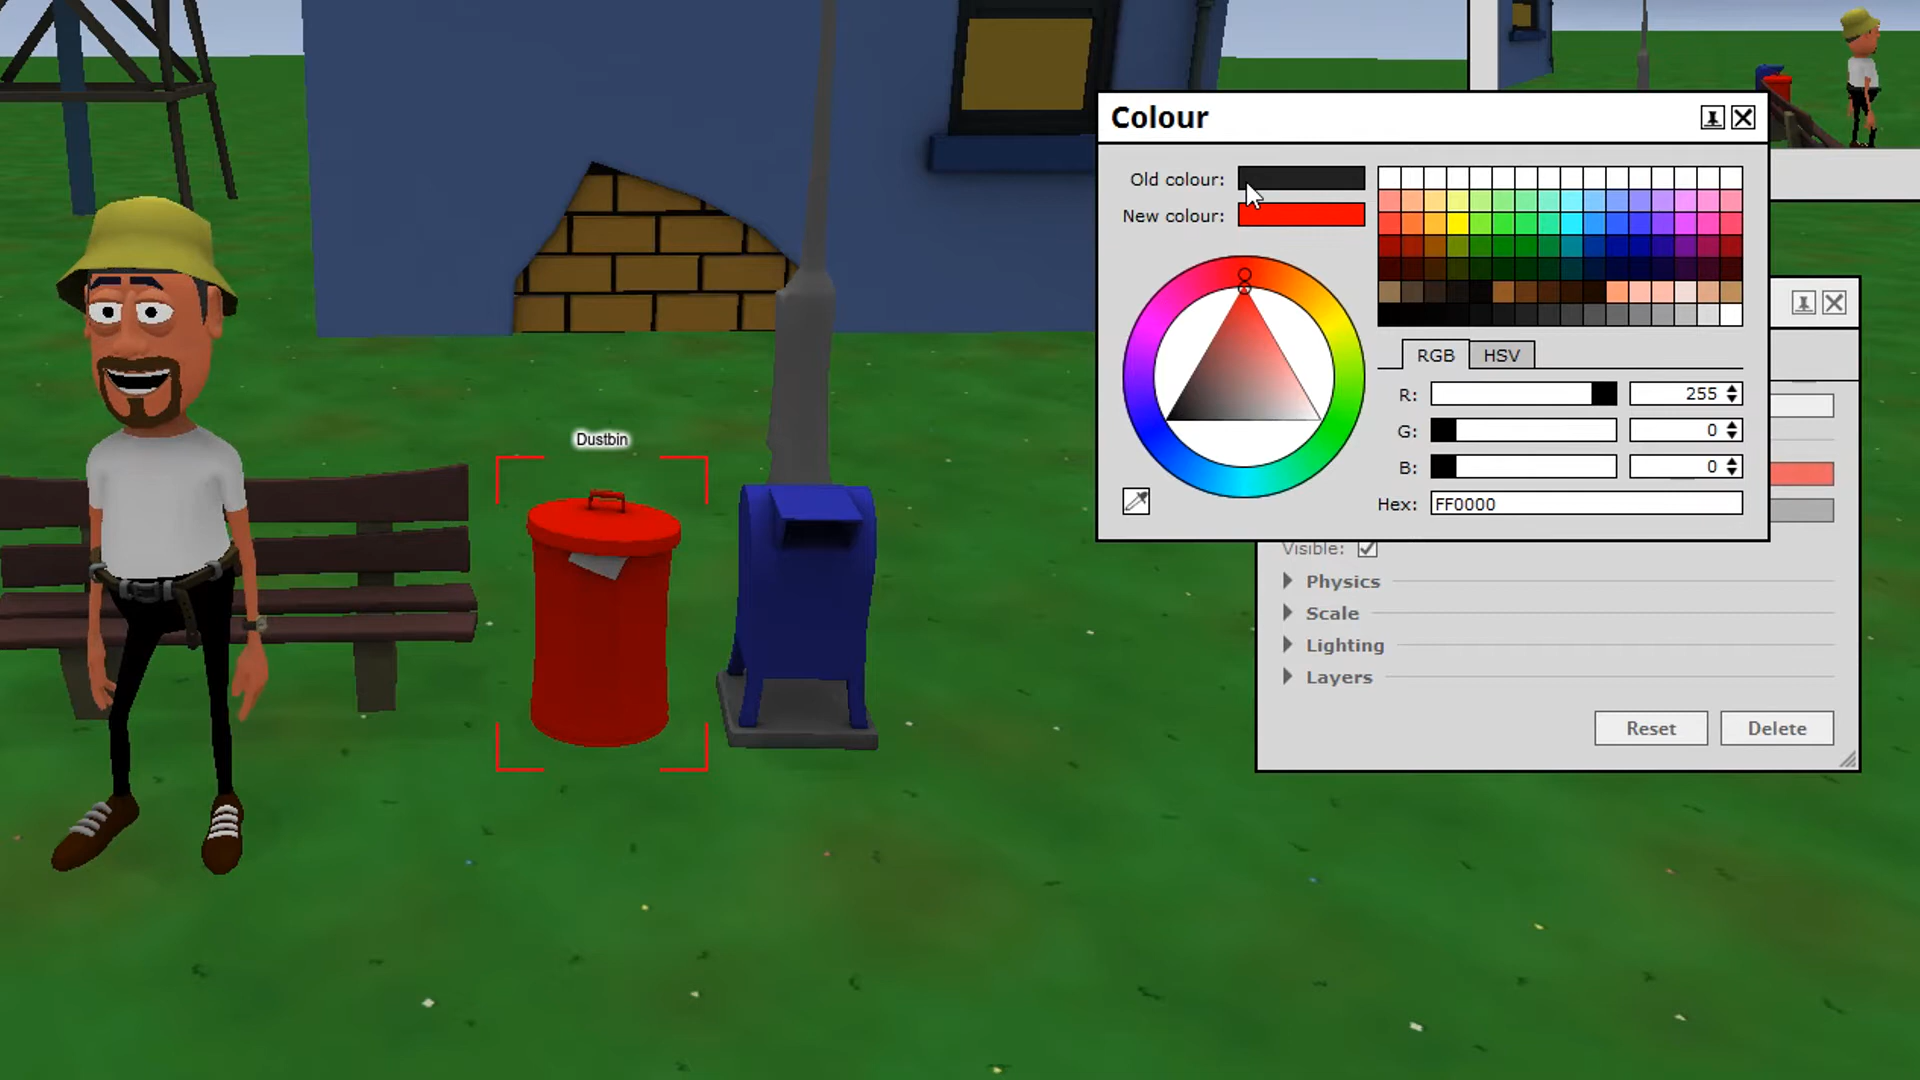 Colour
Old colour:
New colour:
RGB HSV
R: 255
G: 0
B: 0
Hex: FF0000
Dustbin
Visible:
Physics
Scale
Lighting
Layers
Reset Delete